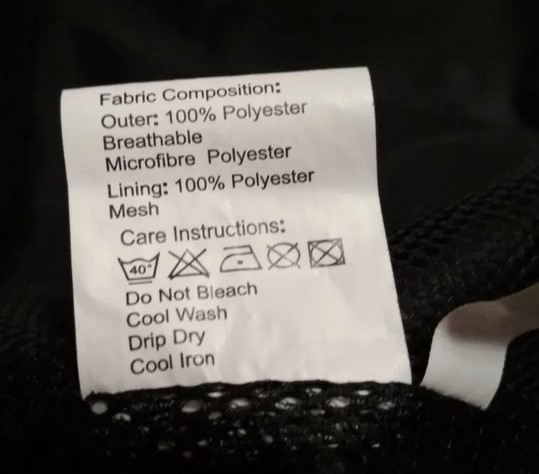 Fabric Composition:
Outer: 100% Polyester
Breathable
Microfibre Polyester
Lining: 100% Polyester
Mesh
Care Instructions:
40°
Do Not Bleach
Cool Wash
Drip Dry
Cool Iron